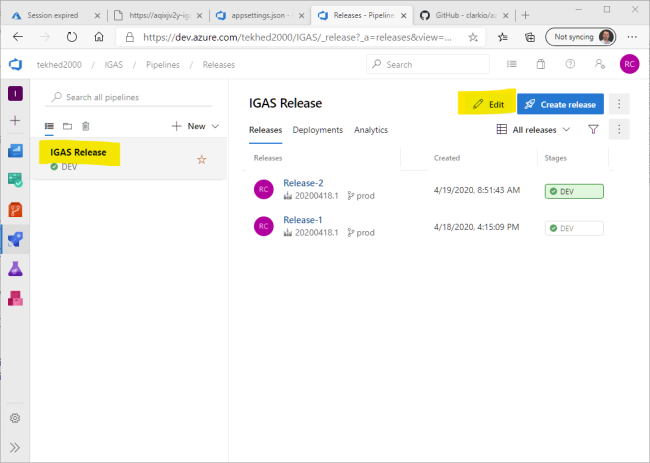 Session expired
https://aqixjv2y-ig
appsettings.json -
Releases - Pipelin
GitHub - clarkio/a
https://dev.azure.com/tekhed2000/IGAS/_release?_a=releases&view=...
Not syncing
tekhed2000 / IGAS / Pipelines / Releases
Search
RC
I
Search all pipelines
New
IGAS Release
DEV
IGAS Release
Edit
Create release
Releases Deployments Analytics
All releases
Releases Created Stages
RC
Release-2
20200418.1 prod
4/19/2020, 8:51:43 AM
DEV
RC
Release-1
20200418.1 prod
4/18/2020, 4:15:09 PM
DEV